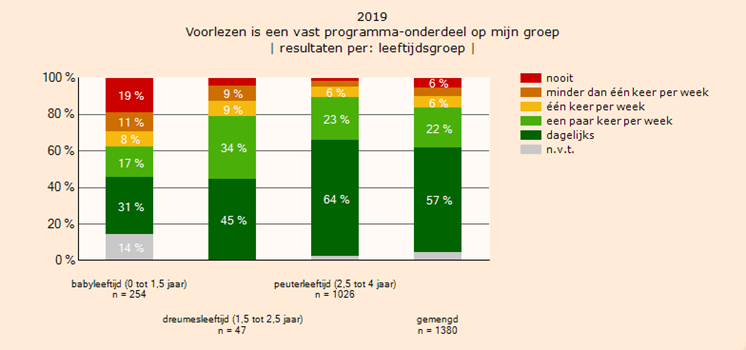 2019
Voorlezen is een vast programma-onderdeel op mijn groep
| resultaten per: leeftijdsgroep |
100 %
80 %
60 %
40 %
20 %
0 %
19 %
11 %
8 %
17 %
31 %
14 %
9 %
9 %
34 %
45 %
6 %
23 %
64 %
6 %
6 %
22 %
57 %
nooit
minder dan één keer per week
één keer per week
een paar keer per week
dagelijks
n.v.t.
babyleeftijd (0 tot 1,5 jaar)
n = 254
dreumesleeftijd (1,5 tot 2,5 jaar)
n = 47
peuterleeftijd (2,5 tot 4 jaar)
n = 1026
gemengd
n = 1380